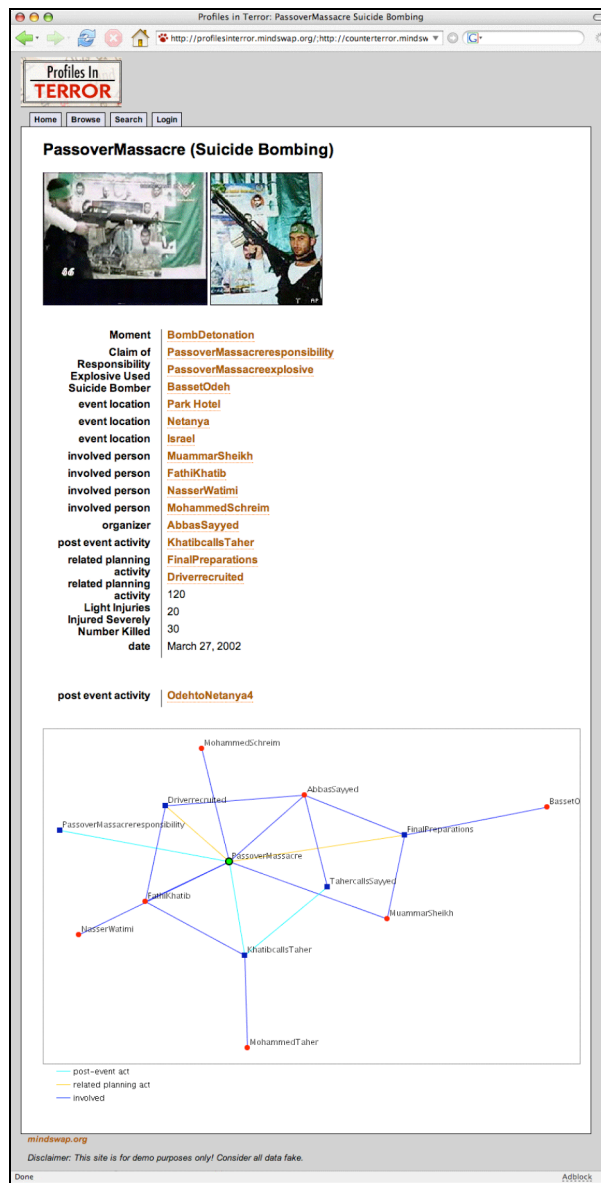 Profiles in Terror: PassoverMassacre Suicide Bombing
http://profilesinterror.mindswap.org/;http://counterterror.mindsw
G
Profiles In
TERROR
Home Browse Search Login
PassoverMassacre (Suicide Bombing)
Moment BombDetonation
Claim of Responsibility PassoverMassacreresponsibility
Explosive Used PassoverMassacreexplosive
Suicide Bomber BassetOdeh
event location Park Hotel
event location Netanya
event location Israel
involved person MuammarSheikh
involved person FathiKhatib
involved person NasserWatimi
involved person MohammedSchreim
organizer AbbasSayyed
post event activity KhatibcallsTaher
related planning activity FinalPreparations
related planning activity Driverrecruited
Light Injuries 120
Injured Severely 20
Number Killed 30
date March 27, 2002
post event activity OdehtoNetanya4
MohammedSchreim
AbbasSayyed
Driverrecruited
BassetO
PassoverMassacreresponsibility
FinalPreparations
PassoverMassacre
TahercallsSayyed
FathiKhatib
MuammarSheikh
NasserWatimi
KhatibcallsTaher
MohammedTaher
post-event act
related planning act
involved
mindswap.org
Disclaimer: This site is for demo purposes only! Consider all data fake.
Done Adblock